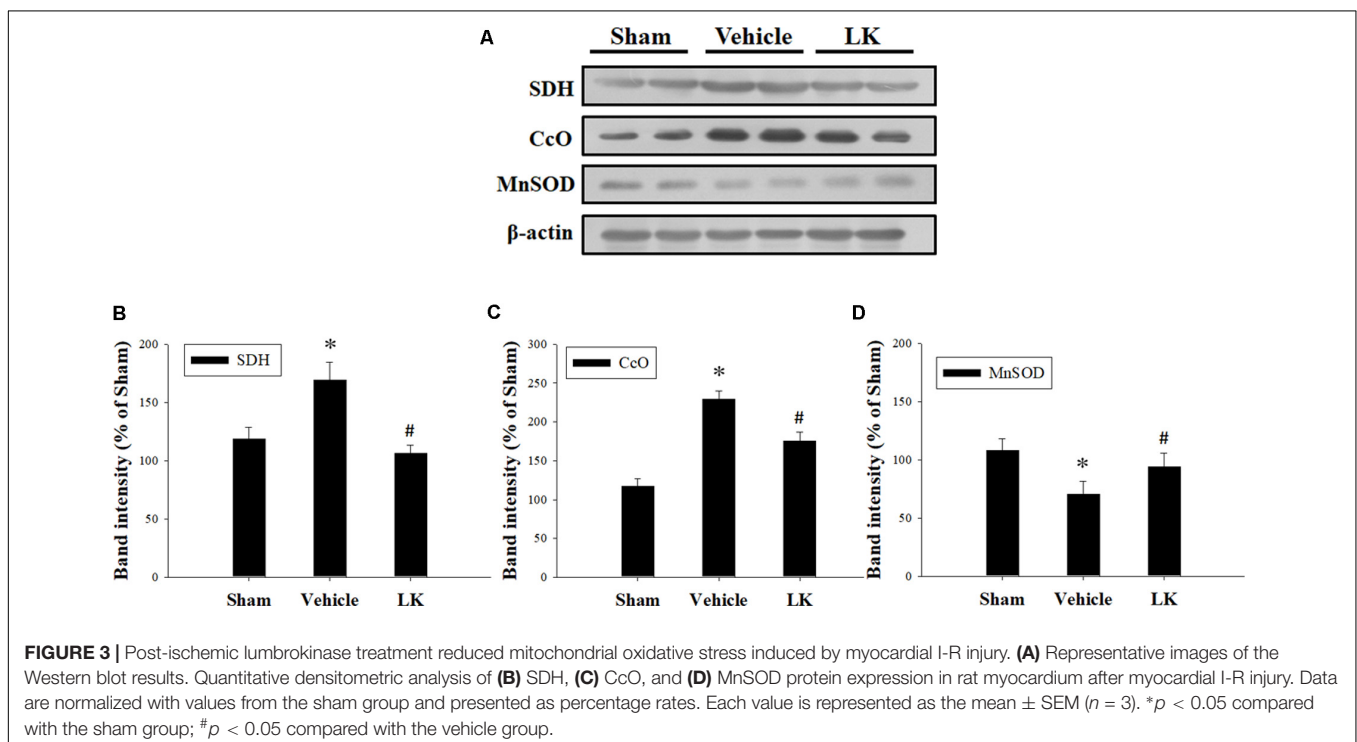 A
Sham Vehicle LK
SDH
CcO
MnSOD
β-actin
B
Band intensity (% of Sham)
200
150
100
50
0
SDH
*
#
Sham Vehicle LK
C
Band intensity (% of Sham)
300
250
200
150
100
50
0
CcO
*
#
Sham Vehicle LK
D
Band intensity (% of Sham)
200
150
100
50
0
MnSOD
*
#
Sham Vehicle LK
FIGURE 3 | Post-ischemic lumbrokinase treatment reduced mitochondrial oxidative stress induced by myocardial I-R injury. (A) Representative images of the
Western blot results. Quantitative densitometric analysis of (B) SDH, (C) CcO, and (D) MnSOD protein expression in rat myocardium after myocardial I-R injury. Data
are normalized with values from the sham group and presented as percentage rates. Each value is represented as the mean ± SEM (n = 3). *p < 0.05 compared
with the sham group; #p < 0.05 compared with the vehicle group.